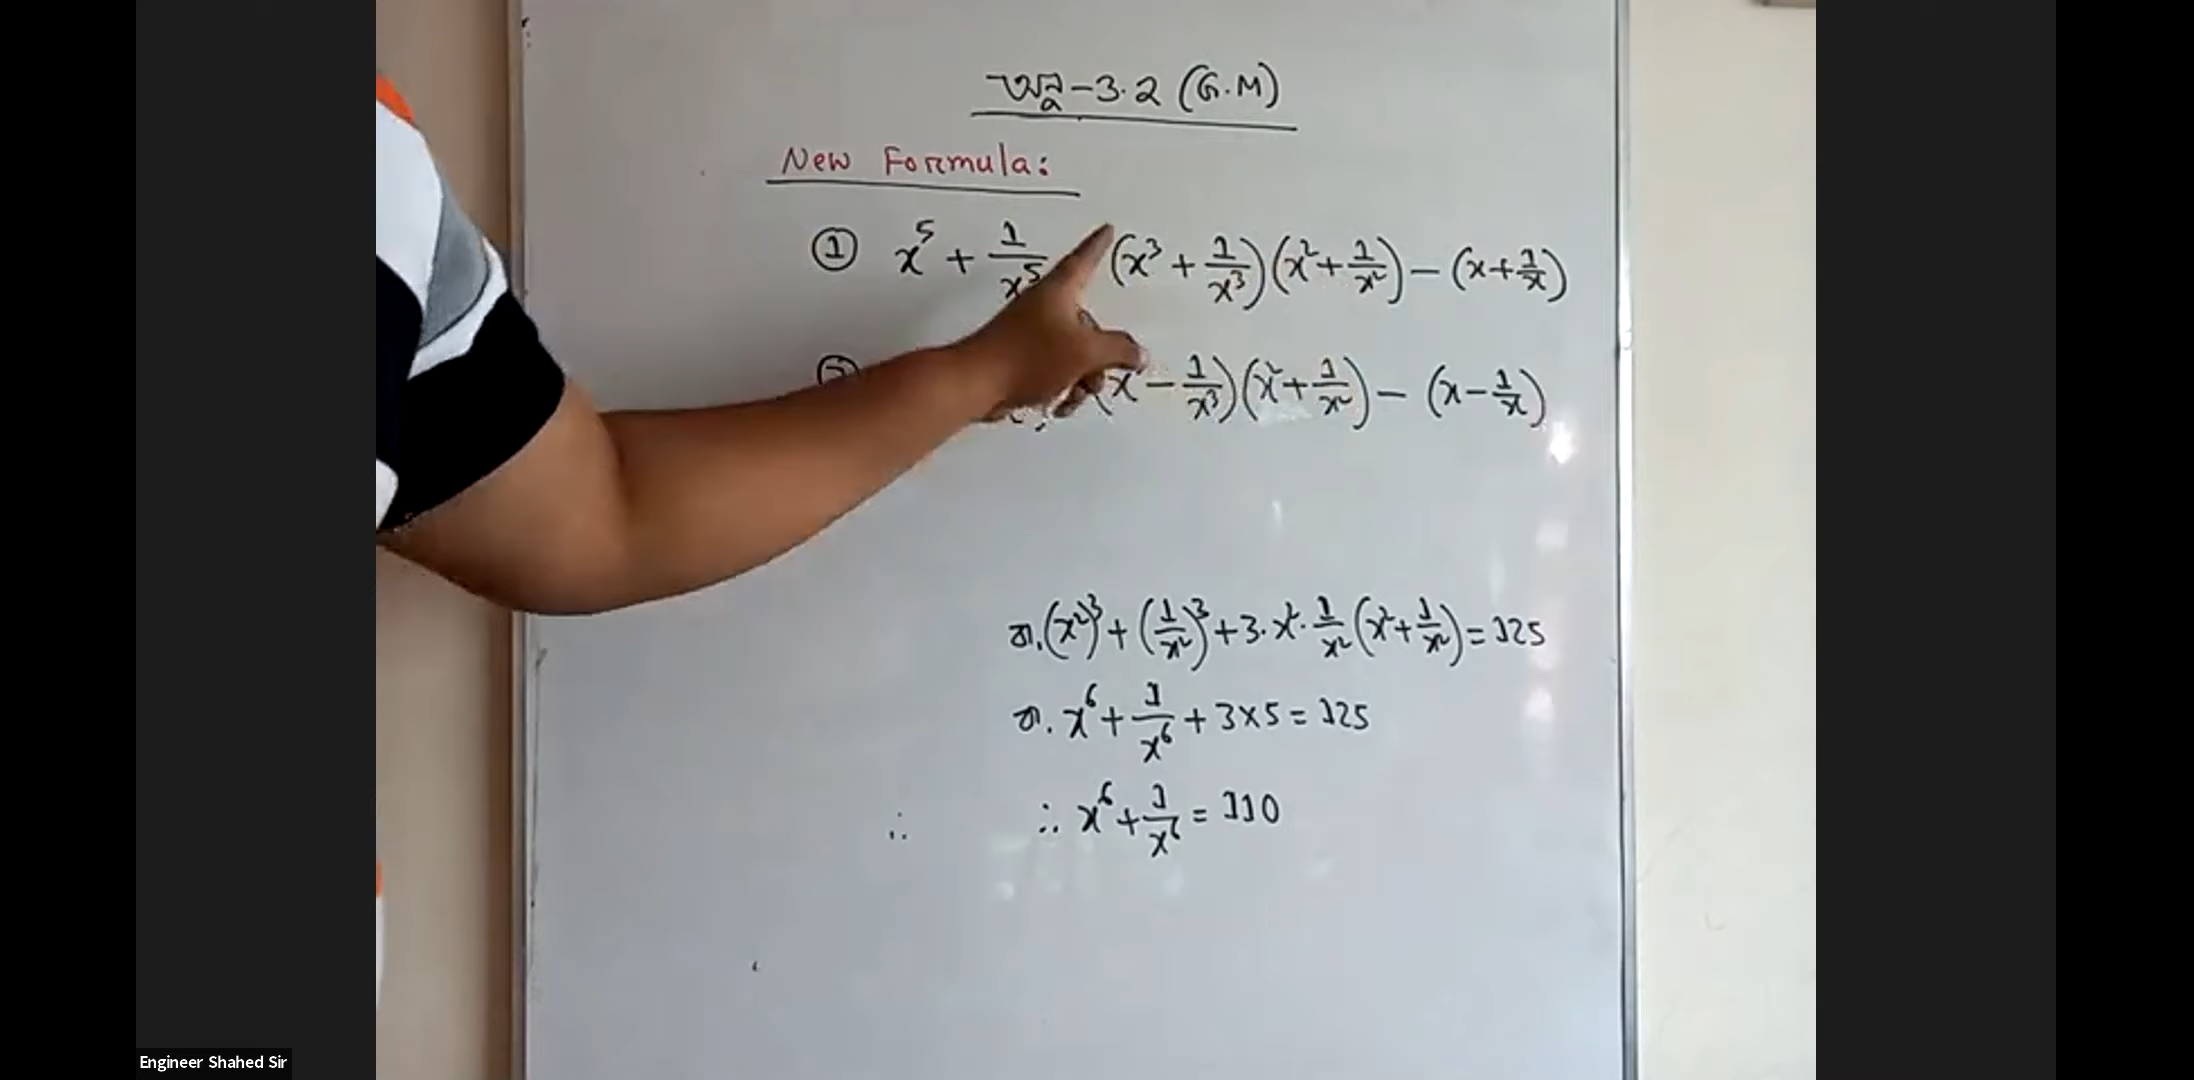 অনু-3.2 (G.M)
New Formula:
① x⁵ + 1/x⁵ (x³ + 1/x³)(x² + 1/x²) − (x + 1/x)
(x − 1/x³)(x² + 1/x²) − (x − 1/x)
বা, (x²)³ + (1/x²)³ + 3·x²·1/x² (x² + 1/x²) = 125
বা, x⁶ + 1/x⁶ + 3×5 = 125
∴ ∴ x⁶ + 1/x⁶ = 110
Engineer Shahed Sir